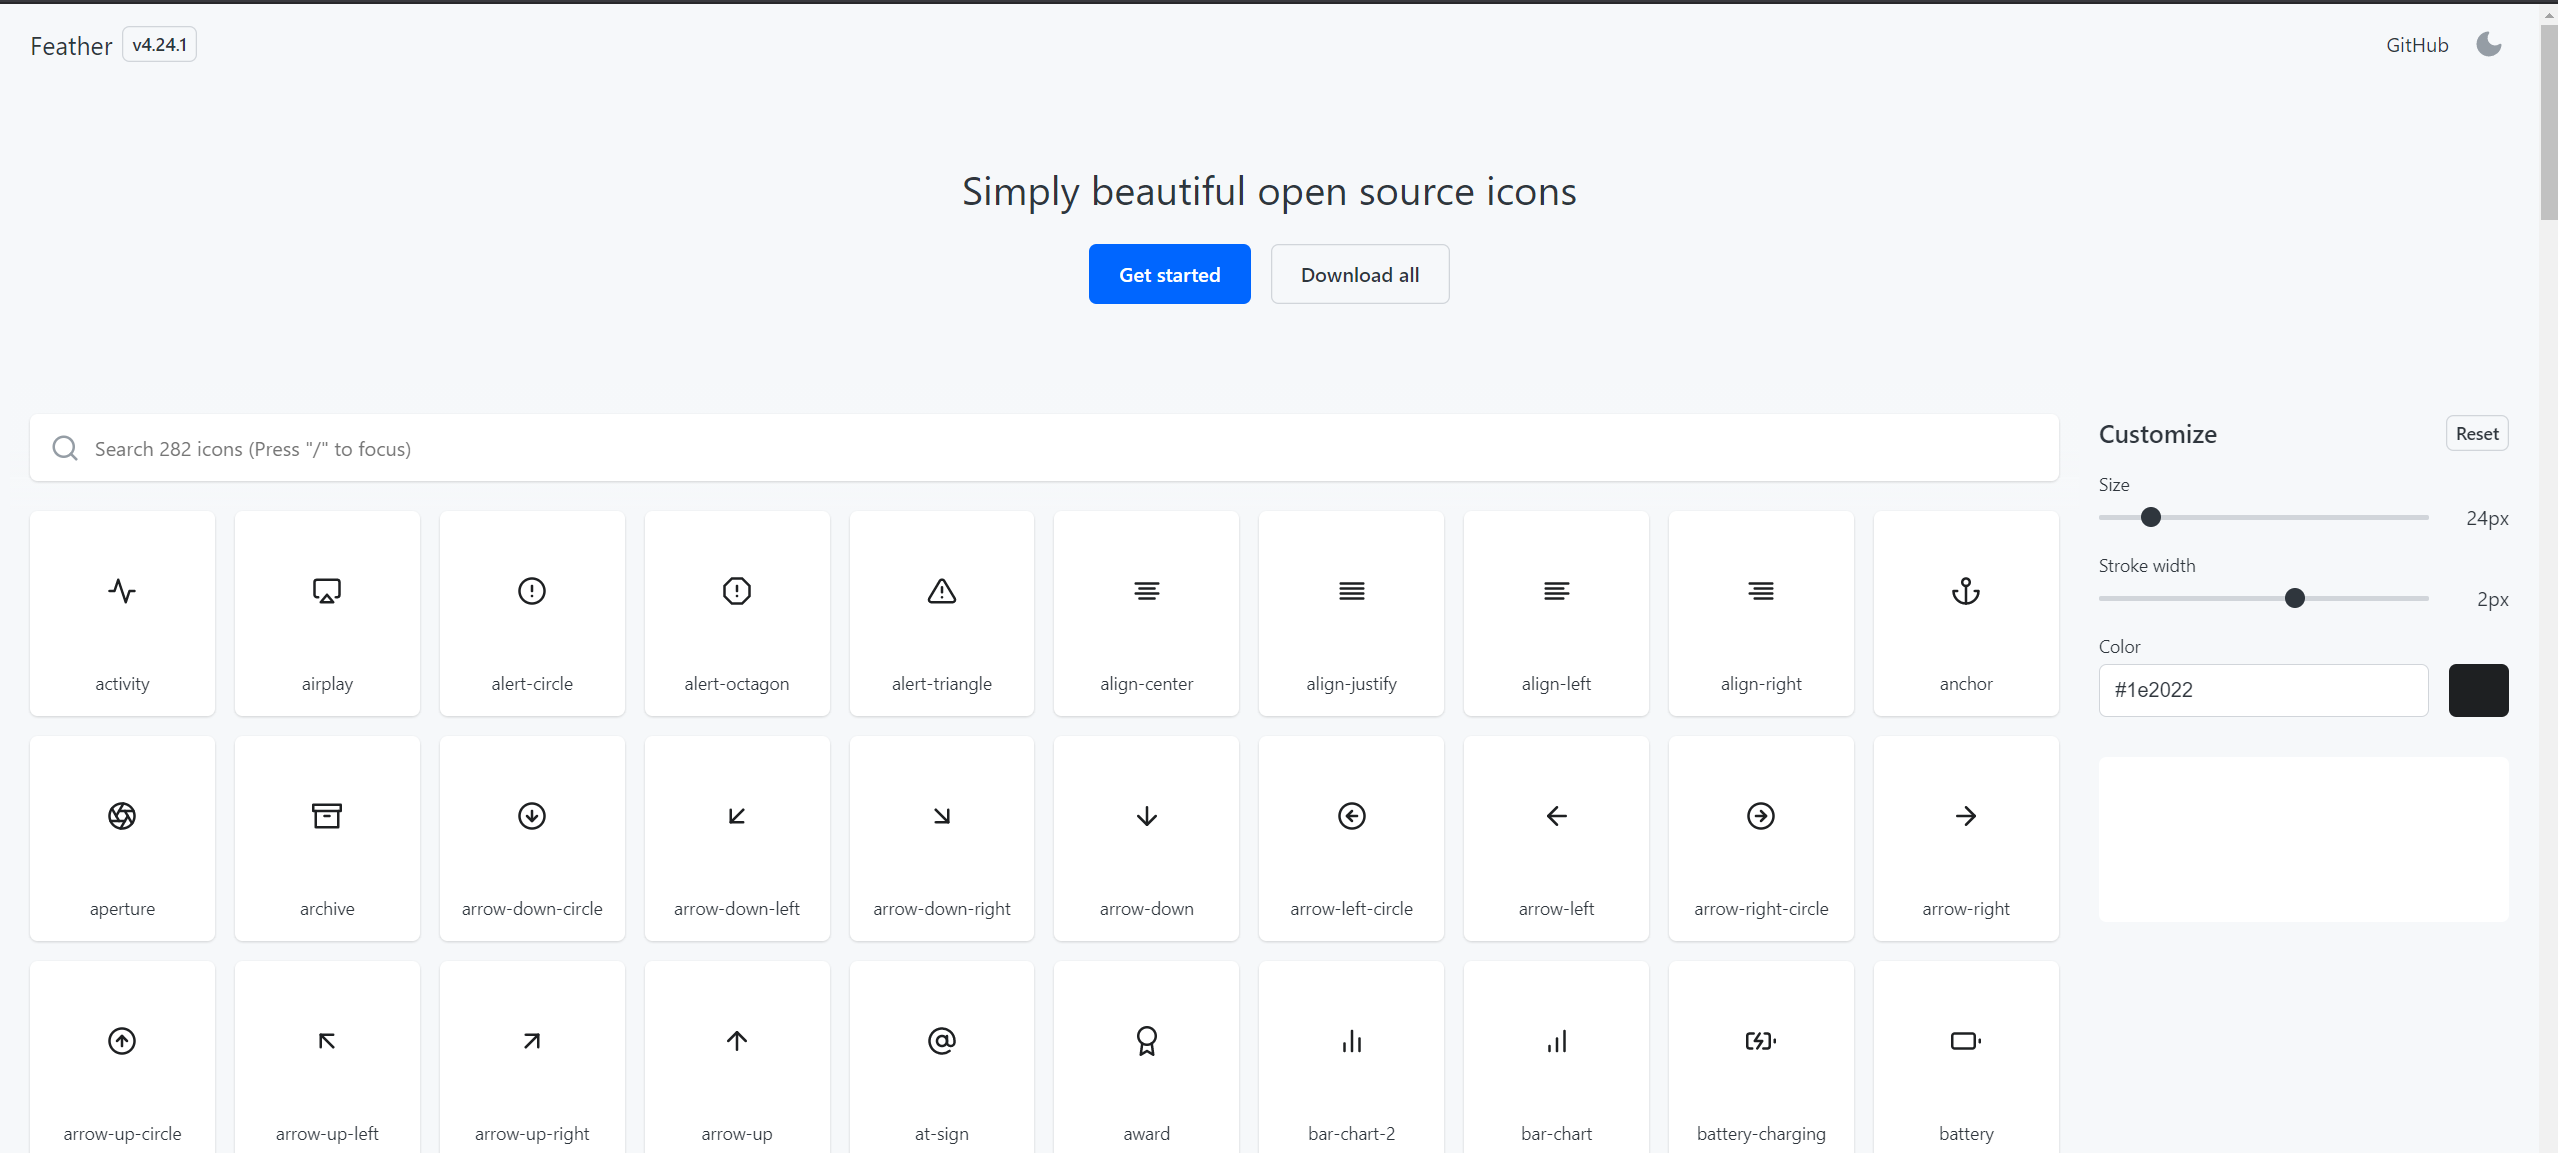 Feather v4.24.1
GitHub
Simply beautiful open source icons
Get started
Download all
Search 282 icons (Press "/" to focus)
activity
airplay
alert-circle
alert-octagon
alert-triangle
align-center
align-justify
align-left
align-right
anchor
aperture
archive
arrow-down-circle
arrow-down-left
arrow-down-right
arrow-down
arrow-left-circle
arrow-left
arrow-right-circle
arrow-right
arrow-up-circle
arrow-up-left
arrow-up-right
arrow-up
at-sign
award
bar-chart-2
bar-chart
battery-charging
battery
Customize
Reset
Size
24px
Stroke width
2px
Color
#1e2022